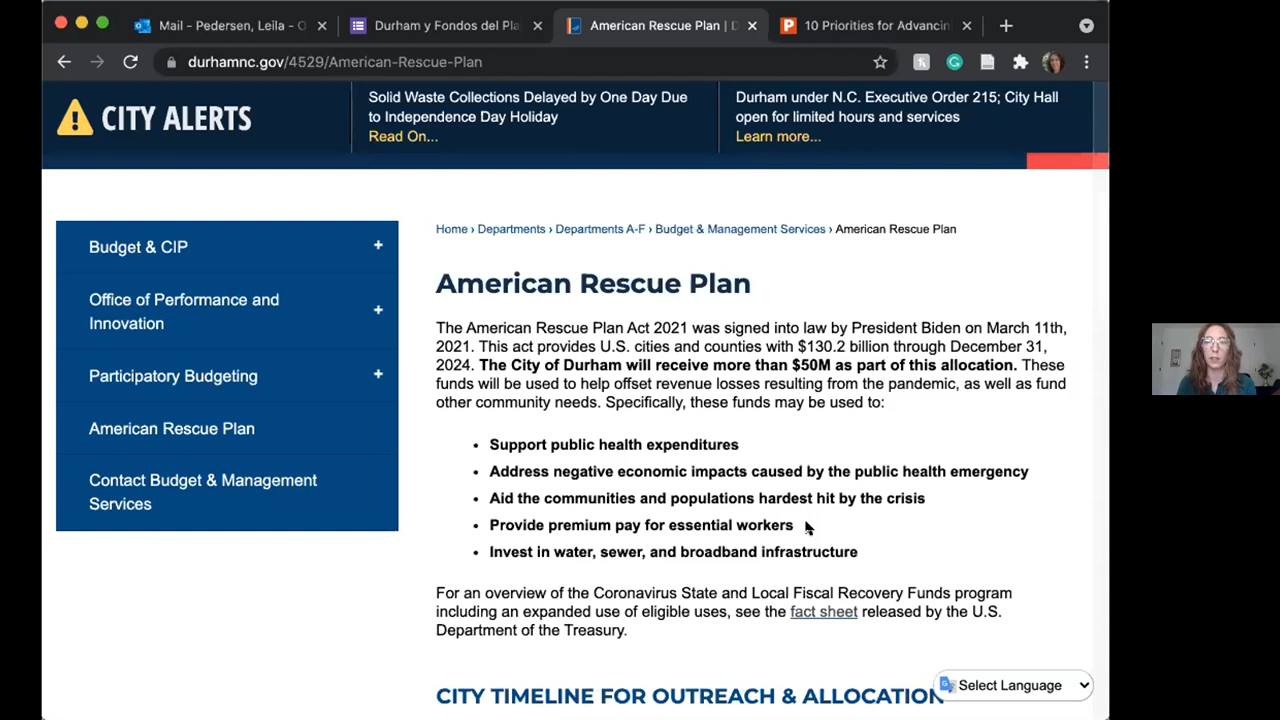 Mail - Pedersen, Leila - O
Durham y Fondos del Pla
American Rescue Plan | D
10 Priorities for Advancin
durhamnc.gov/4529/American-Rescue-Plan
CITY ALERTS
Solid Waste Collections Delayed by One Day Due
to Independence Day Holiday
Read On...
Durham under N.C. Executive Order 215; City Hall
open for limited hours and services
Learn more...
Budget & CIP +
Office of Performance and
Innovation +
Participatory Budgeting +
American Rescue Plan
Contact Budget & Management
Services
Home › Departments › Departments A-F › Budget & Management Services › American Rescue Plan
American Rescue Plan
The American Rescue Plan Act 2021 was signed into law by President Biden on March 11th,
2021. This act provides U.S. cities and counties with $130.2 billion through December 31,
2024. The City of Durham will receive more than $50M as part of this allocation. These
funds will be used to help offset revenue losses resulting from the pandemic, as well as fund
other community needs. Specifically, these funds may be used to:
• Support public health expenditures
• Address negative economic impacts caused by the public health emergency
• Aid the communities and populations hardest hit by the crisis
• Provide premium pay for essential workers
• Invest in water, sewer, and broadband infrastructure
For an overview of the Coronavirus State and Local Fiscal Recovery Funds program
including an expanded use of eligible uses, see the fact sheet released by the U.S.
Department of the Treasury.
CITY TIMELINE FOR OUTREACH & ALLOCATION
Select Language